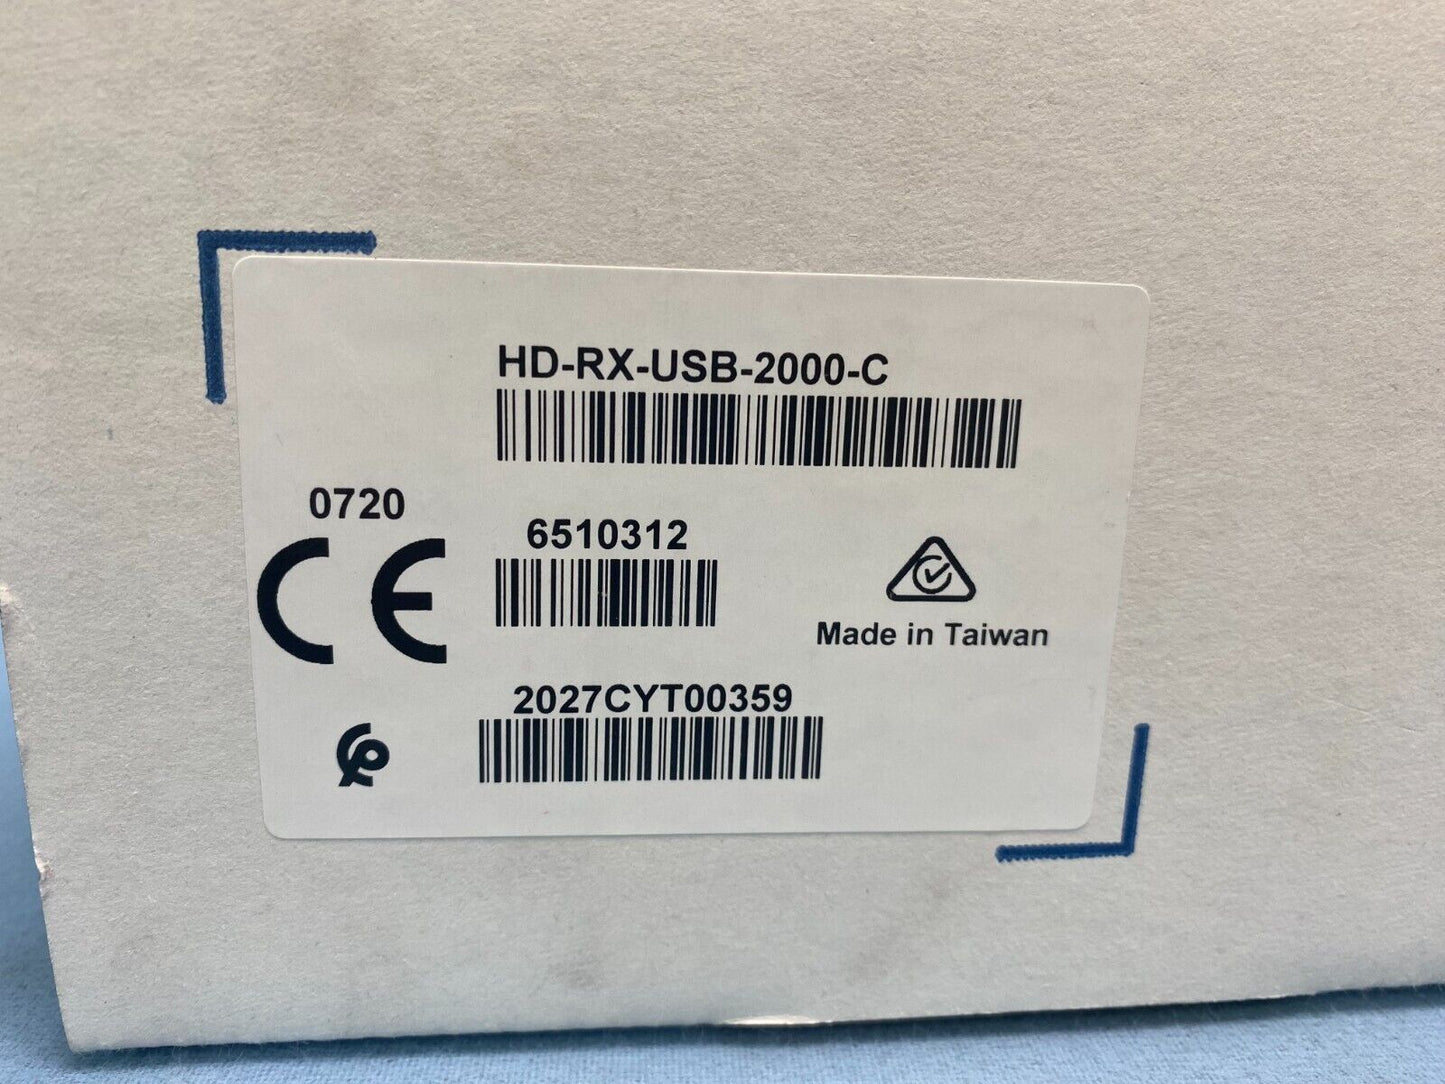 HD-RX-USB-2000-C
0720
CE
6510312
Made in Taiwan
2027CYT00359